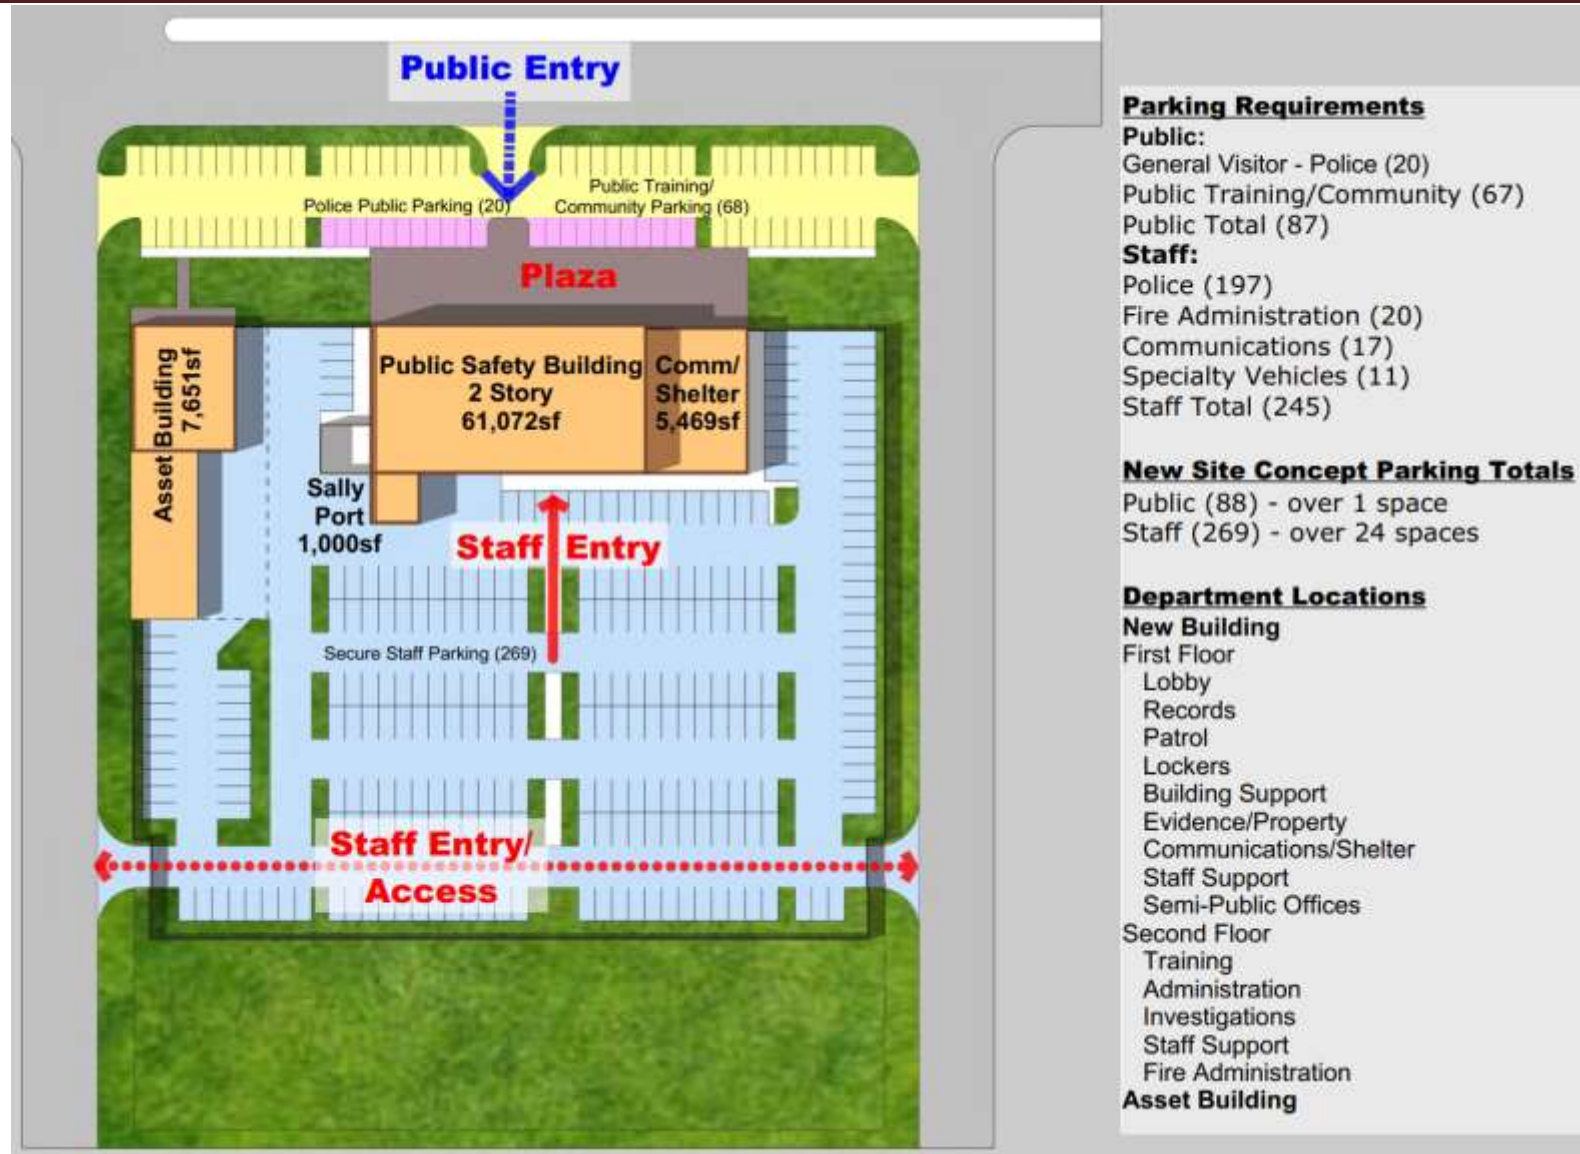 Public Entry
Police Public Parking (20)
Public Training/
Community Parking (68)
Plaza
Asset Building
7,651sf
Public Safety Building
2 Story
61,072sf
Comm/
Shelter
5,469sf
Sally
Port
1,000sf
Staff Entry
Secure Staff Parking (269)
Staff Entry/
Access
Parking Requirements
Public:
General Visitor - Police (20)
Public Training/Community (67)
Public Total (87)
Staff:
Police (197)
Fire Administration (20)
Communications (17)
Specialty Vehicles (11)
Staff Total (245)
New Site Concept Parking Totals
Public (88) - over 1 space
Staff (269) - over 24 spaces
Department Locations
New Building
First Floor
Lobby
Records
Patrol
Lockers
Building Support
Evidence/Property
Communications/Shelter
Staff Support
Semi-Public Offices
Second Floor
Training
Administration
Investigations
Staff Support
Fire Administration
Asset Building